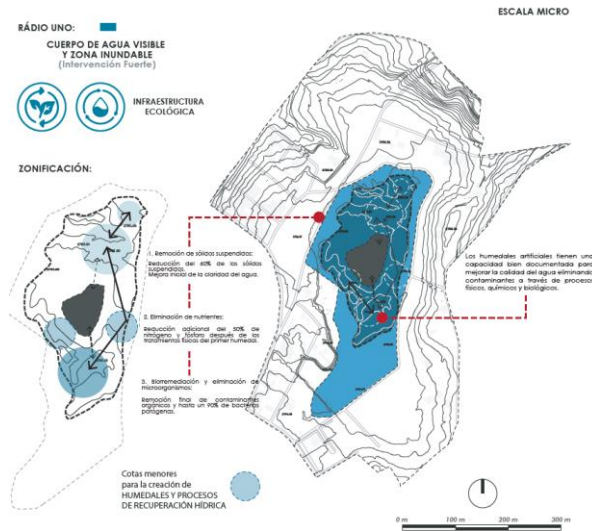 ESCALA MICRO
RÁDIO UNO:
CUERPO DE AGUA VISIBLE
Y ZONA INUNDABLE
(Intervención Fuerte)
INFRAESTRUCTURA
ECOLÓGICA
ZONIFICACIÓN:
1. Remoción de sólidos suspendidos:
Reducción del 60% de los sólidos
suspendidos.
Mejora inicial de la claridad del agua.
2. Eliminación de nutrientes:
Reducción adicional del 50% de
nitrógeno y fósforo después de los
tratamientos físicos del primer humedal.
3. Biorremediación y eliminación de
microorganismos:
Remoción final de contaminantes
orgánicos y hasta un 90% de bacterias
patógenas.
Los humedales artificiales tienen una
capacidad bien documentada para
mejorar la calidad del agua eliminando
contaminantes a través de procesos
físicos, químicos y biológicos.
Cotas menores
para la creación de
HUMEDALES Y PROCESOS
DE RECUPERACIÓN HÍDRICA
0 m 100 m 200 m 300 m